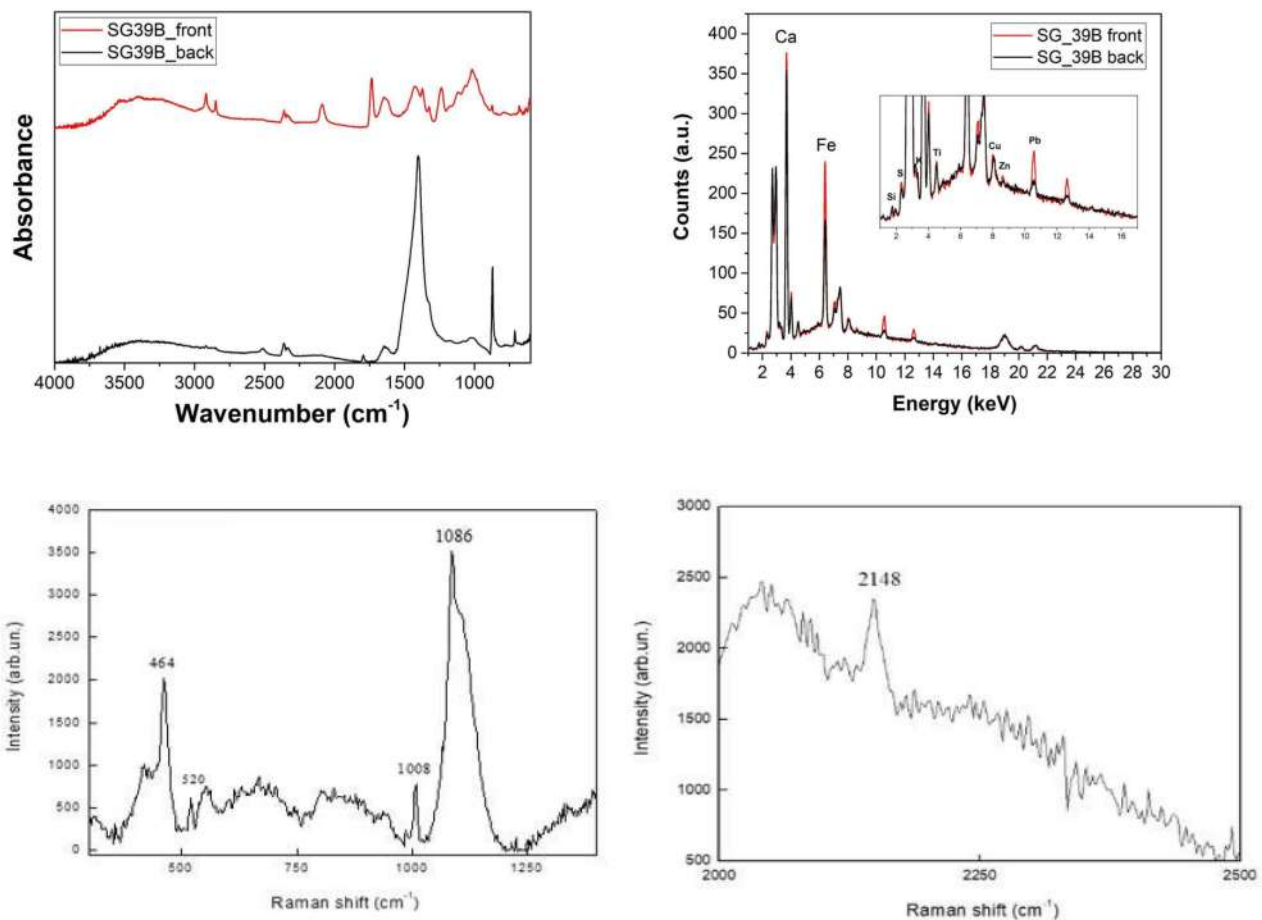 SG39B_front
SG39B_back
Absorbance
4000 3500 3000 2500 2000 1500 1000
Wavenumber (cm-1)
SG_39B front
SG_39B back
Ca
Fe
Si S K Ti Cu Zn Pb
2 4 6 8 10 12 14 16
400
350
300
250
200
150
100
50
0
Counts (a.u.)
2 4 6 8 10 12 14 16 18 20 22 24 26 28 30
Energy (keV)
4000
3500
3000
2500
2000
1500
1000
500
0
Intensity (arb.un.)
464
520
1008
1086
500 750 1000 1250
Raman shift (cm-1)
3000
2500
2000
1500
1000
500
Intensity (arb.un.)
2148
2000 2250 2500
Raman shift (cm-1)